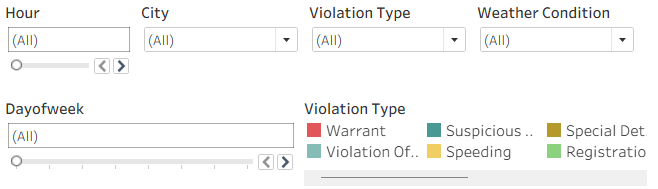 Hour City Violation Type Weather Condition
(All) (All) (All) (All)
Dayofweek Violation Type
(All)
Warrant Suspicious .. Special Det.
Violation Of.. Speeding Registratio